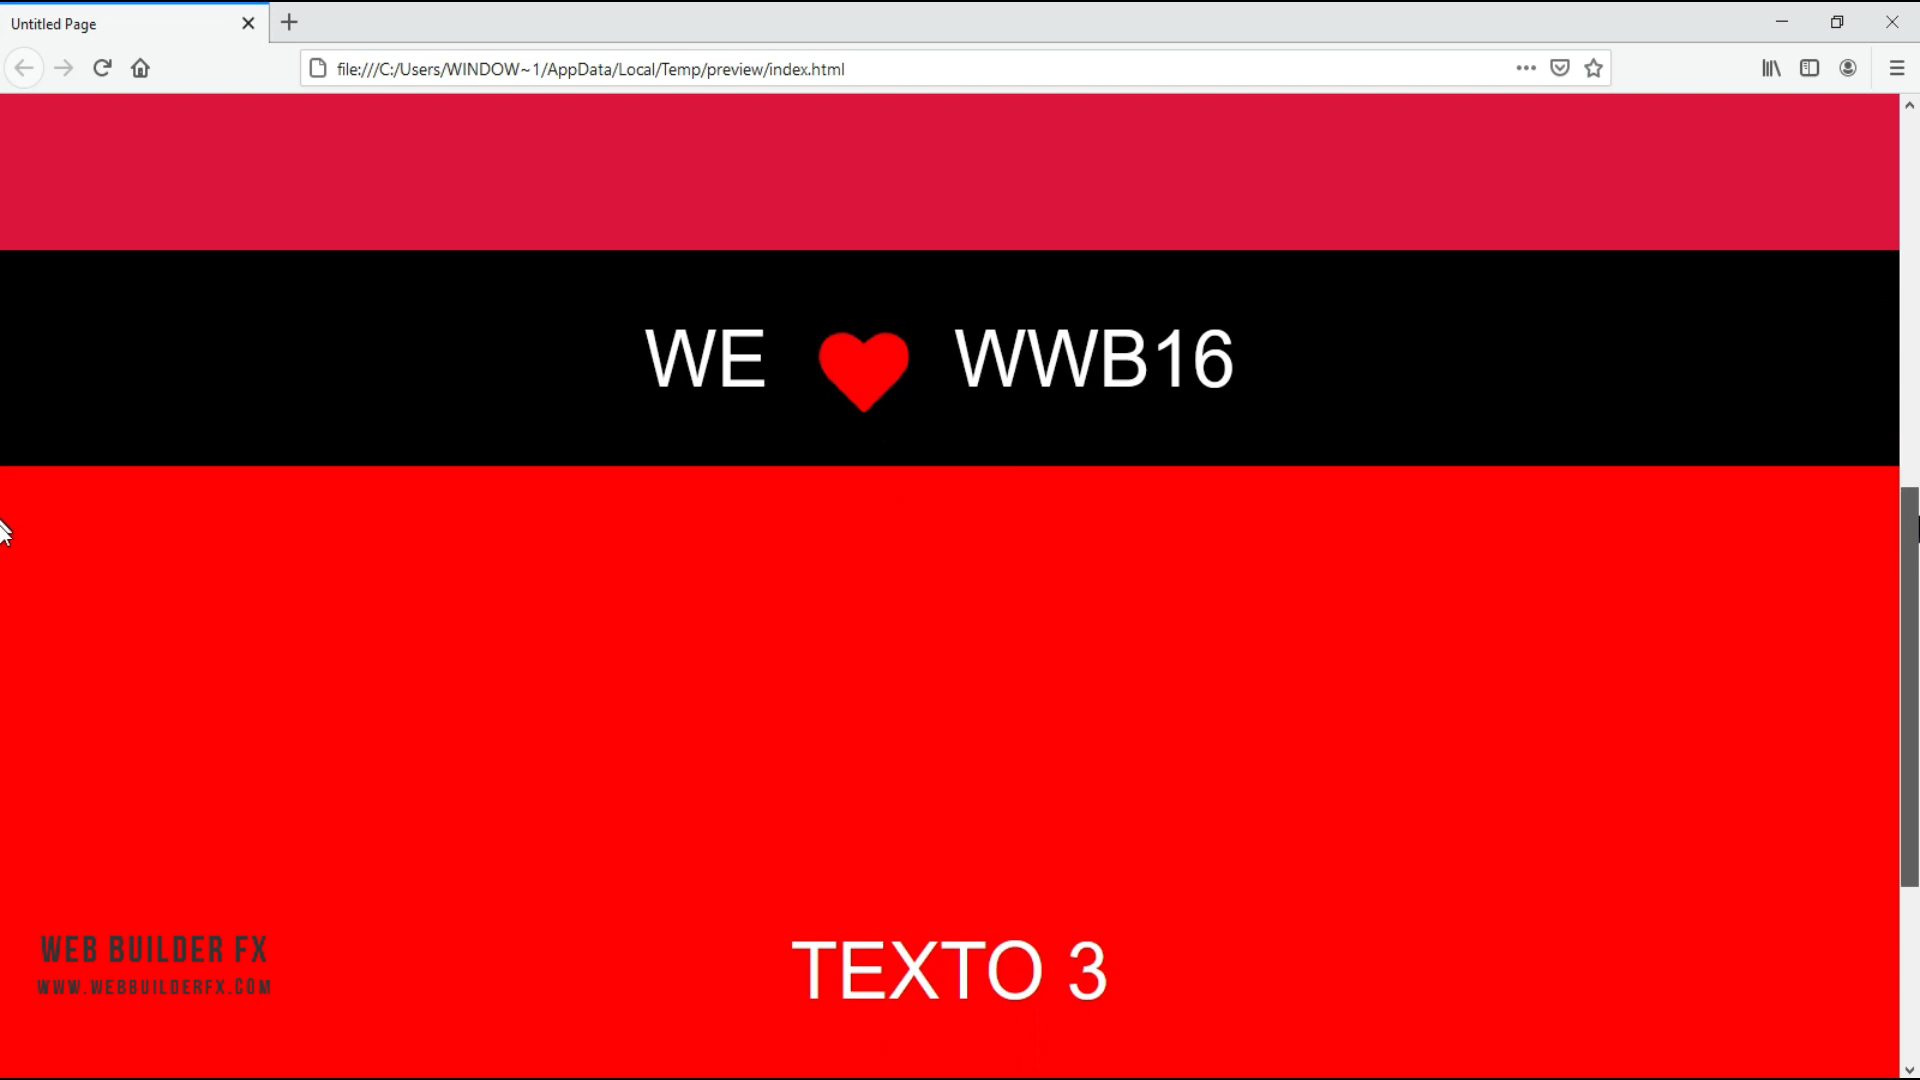 Untitled Page
file:///C:/Users/WINDOW~1/AppData/Local/Temp/preview/index.html
WE WWB16
TEXTO 3
WEB BUILDER FX
WWW.WEBBUILDERFX.COM